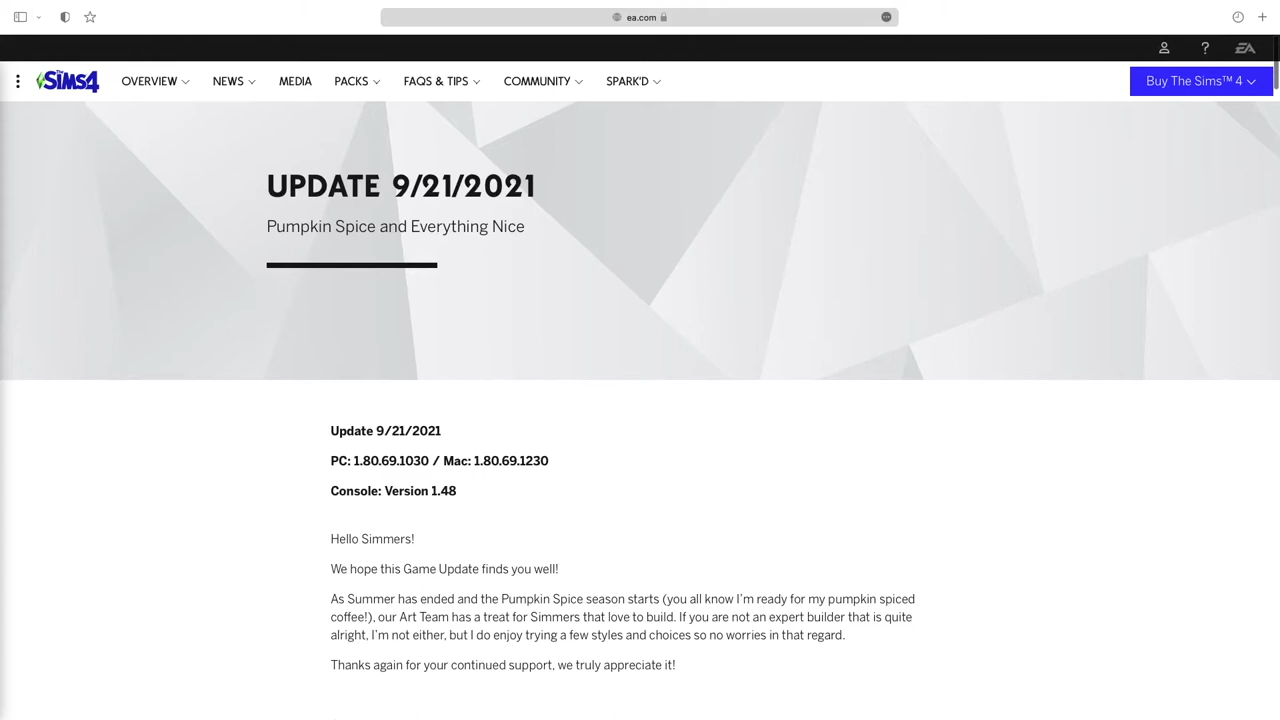 ea.com
EA
THE SIMS4
OVERVIEW
NEWS
MEDIA
PACKS
FAQS & TIPS
COMMUNITY
SPARK'D
Buy The Sims™ 4
UPDATE 9/21/2021
Pumpkin Spice and Everything Nice
Update 9/21/2021
PC: 1.80.69.1030 / Mac: 1.80.69.1230
Console: Version 1.48
Hello Simmers!
We hope this Game Update finds you well!
As Summer has ended and the Pumpkin Spice season starts (you all know I'm ready for my pumpkin spiced
coffee!), our Art Team has a treat for Simmers that love to build. If you are not an expert builder that is quite
alright, I'm not either, but I do enjoy trying a few styles and choices so no worries in that regard.
Thanks again for your continued support, we truly appreciate it!